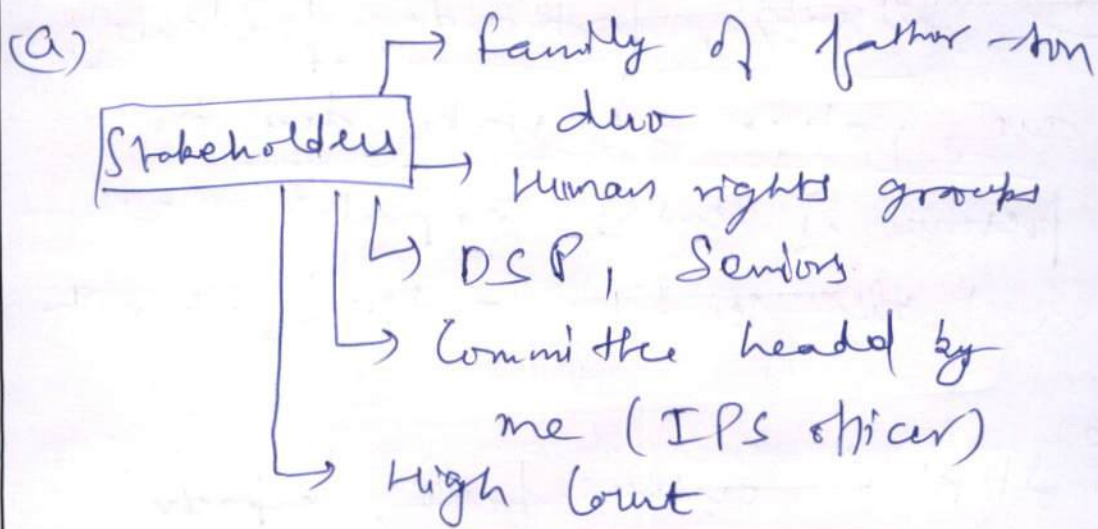 (a)
→ family of father-son
duo
Stakeholders
→ Human rights groups
→ DSP, Seniors
→ Committee headed by
me (IPS officer)
→ High Court